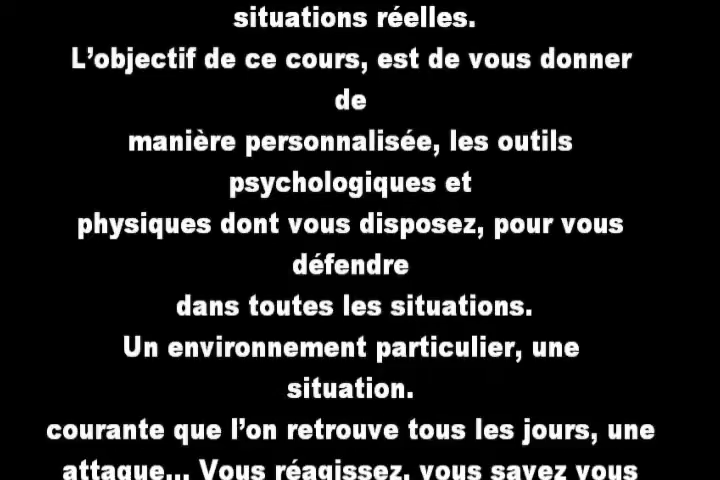 situations réelles.
L’objectif de ce cours, est de vous donner
de
manière personnalisée, les outils
psychologiques et
physiques dont vous disposez, pour vous
défendre
dans toutes les situations.
Un environnement particulier, une
situation.
courante que l’on retrouve tous les jours, une
attaque... Vous réagissez, vous savez vous